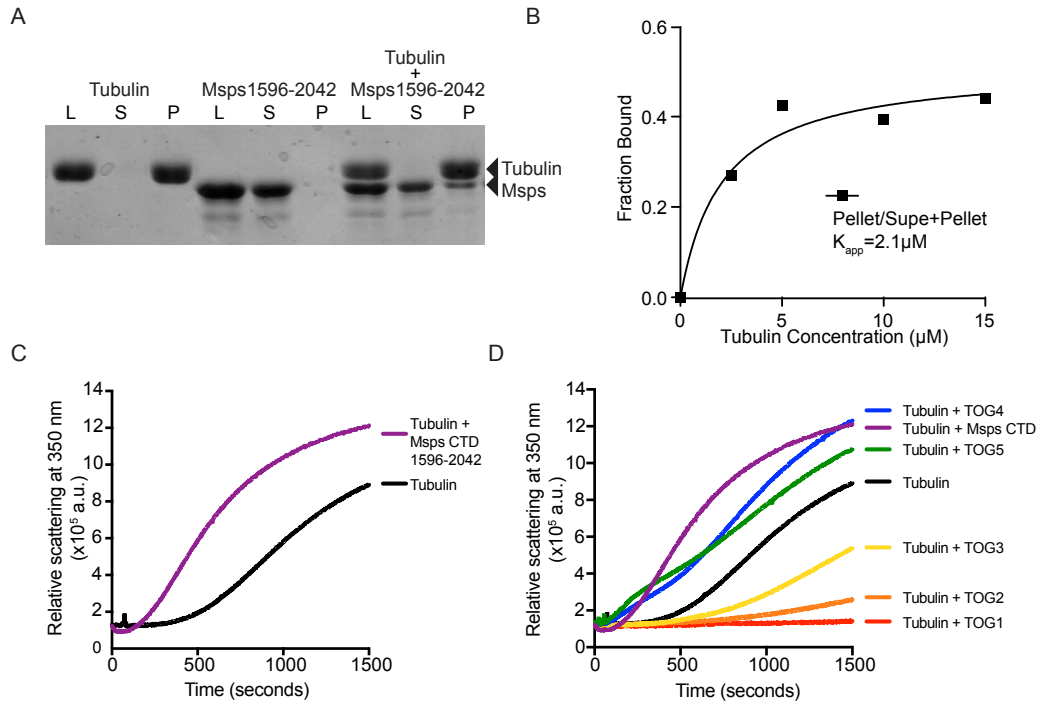 A
Tubulin
L S P
Msps1596-2042
L S P
Tubulin
+
Msps1596-2042
L S P
Tubulin
Msps
B
Fraction Bound
0.6
0.4
0.2
0.0
0 5 10 15
Tubulin Concentration (µM)
Pellet/Supe+Pellet
Kapp=2.1µM
C
Relative scattering at 350 nm
(x10⁵ a.u.)
14
12
10
8
6
4
2
0
0 500 1000 1500
Time (seconds)
Tubulin +
Msps CTD
1596-2042
Tubulin
D
Relative scattering at 350 nm
(x10⁵ a.u.)
14
12
10
8
6
4
2
0
0 500 1000 1500
Time (seconds)
Tubulin + TOG4
Tubulin + Msps CTD
Tubulin + TOG5
Tubulin
Tubulin + TOG3
Tubulin + TOG2
Tubulin + TOG1